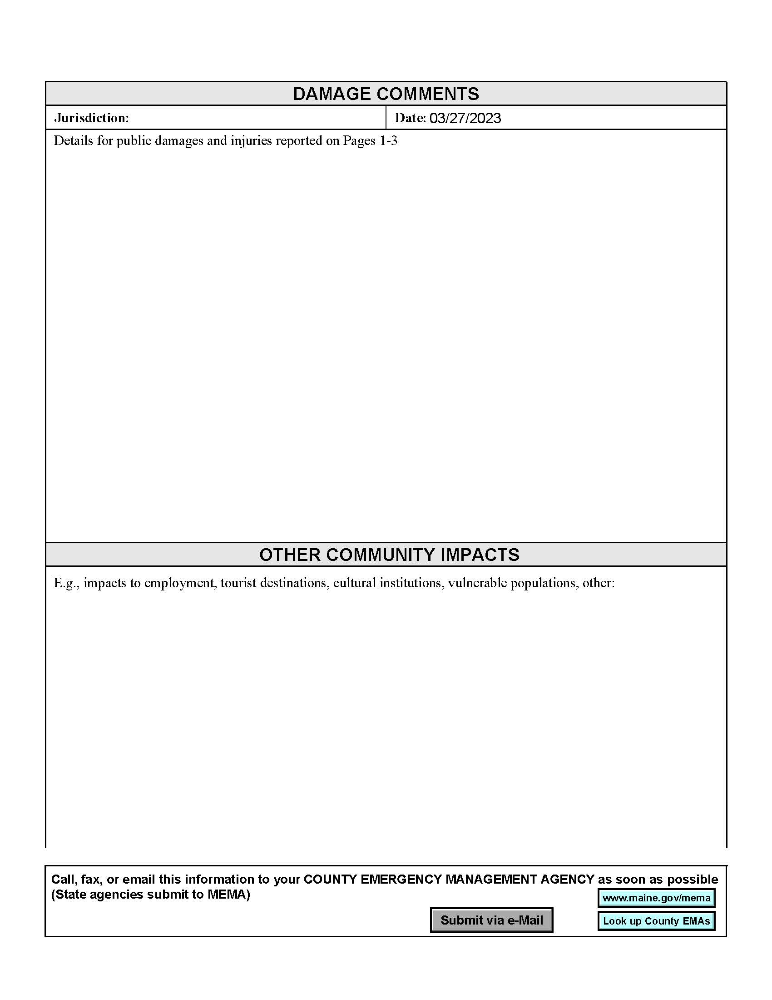 DAMAGE COMMENTS
Jurisdiction:
Date: 03/27/2023
Details for public damages and injuries reported on Pages 1-3
OTHER COMMUNITY IMPACTS
E.g., impacts to employment, tourist destinations, cultural institutions, vulnerable populations, other:
Call, fax, or email this information to your COUNTY EMERGENCY MANAGEMENT AGENCY as soon as possible
(State agencies submit to MEMA)
www.maine.gov/mema
Submit via e-Mail
Look up County EMAs